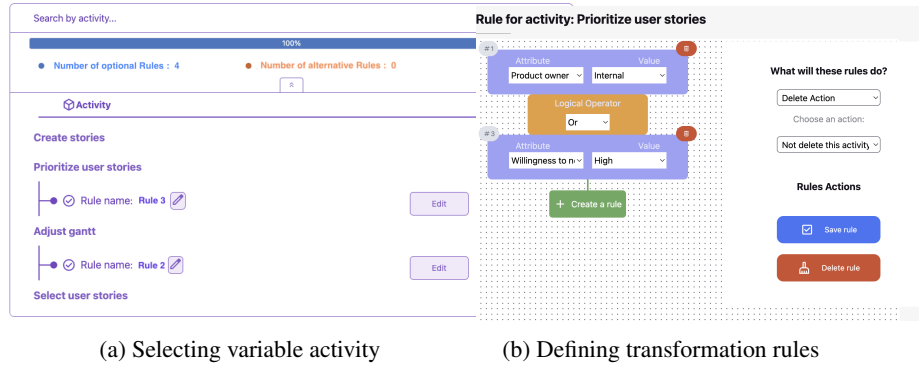 Search by activity...
100%
Number of optional Rules : 4
Number of alternative Rules : 0
Activity
Create stories
Prioritize user stories
Rule name: Rule 3
Edit
Adjust gantt
Rule name: Rule 2
Edit
Select user stories
(a) Selecting variable activity
Rule for activity: Prioritize user stories
#1
Attribute Value
Product owner Internal
Logical Operator
Or
#3
Attribute Value
Willingness to n High
+ Create a rule
What will these rules do?
Delete Action
Choose an action:
Not delete this activity
Rules Actions
Save rule
Delete rule
(b) Defining transformation rules